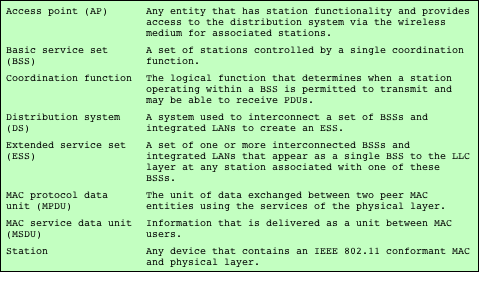 Access point (AP) Any entity that has station functionality and provides
access to the distribution system via the wireless
medium for associated stations.
Basic service set A set of stations controlled by a single coordination
(BSS) function.
Coordination function The logical function that determines when a station
operating within a BSS is permitted to transmit and
may be able to receive PDUs.
Distribution system A system used to interconnect a set of BSSs and
(DS) integrated LANs to create an ESS.
Extended service set A set of one or more interconnected BSSs and
(ESS) integrated LANs that appear as a single BSS to the LLC
layer at any station associated with one of these
BSSs.
MAC protocol data The unit of data exchanged between two peer MAC
unit (MPDU) entities using the services of the physical layer.
MAC service data unit Information that is delivered as a unit between MAC
(MSDU) users.
Station Any device that contains an IEEE 802.11 conformant MAC
and physical layer.